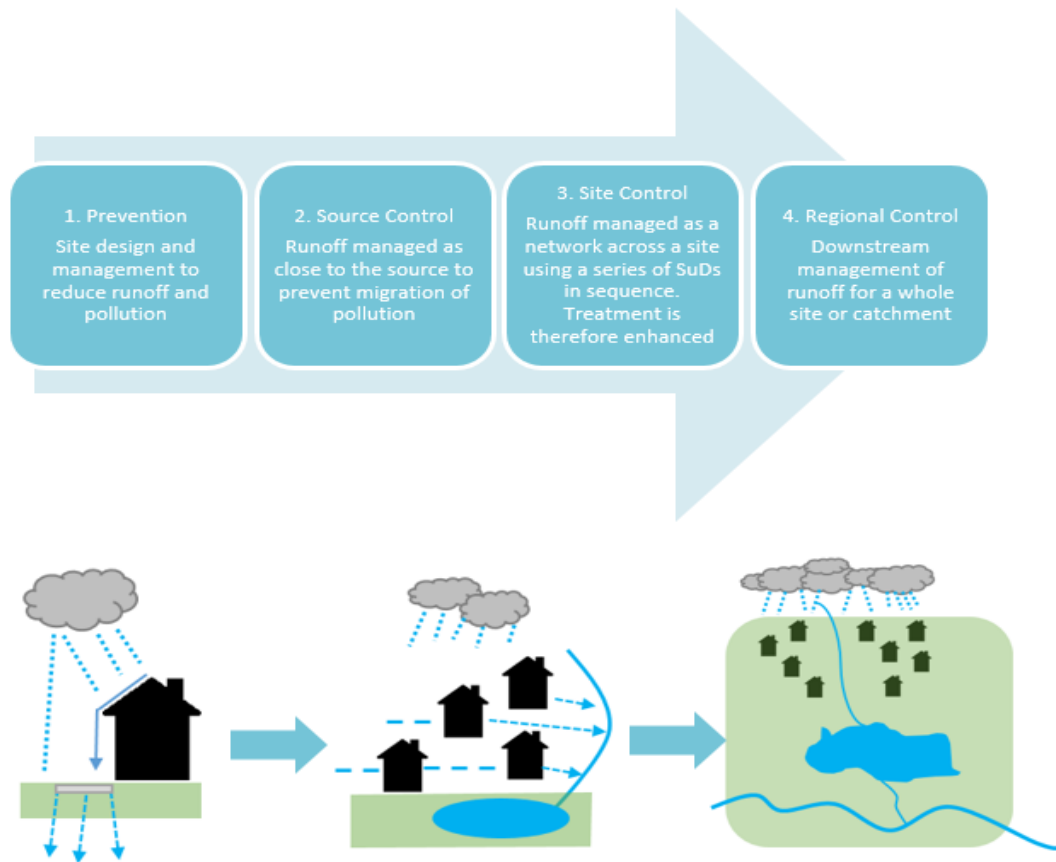 1. Prevention
Site design and
management to
reduce runoff and
pollution
2. Source Control
Runoff managed as
close to the source to
prevent migration of
pollution
3. Site Control
Runoff managed as a
network across a site
using a series of SuDs
in sequence.
Treatment is
therefore enhanced
4. Regional Control
Downstream
management of
runoff for a whole
site or catchment